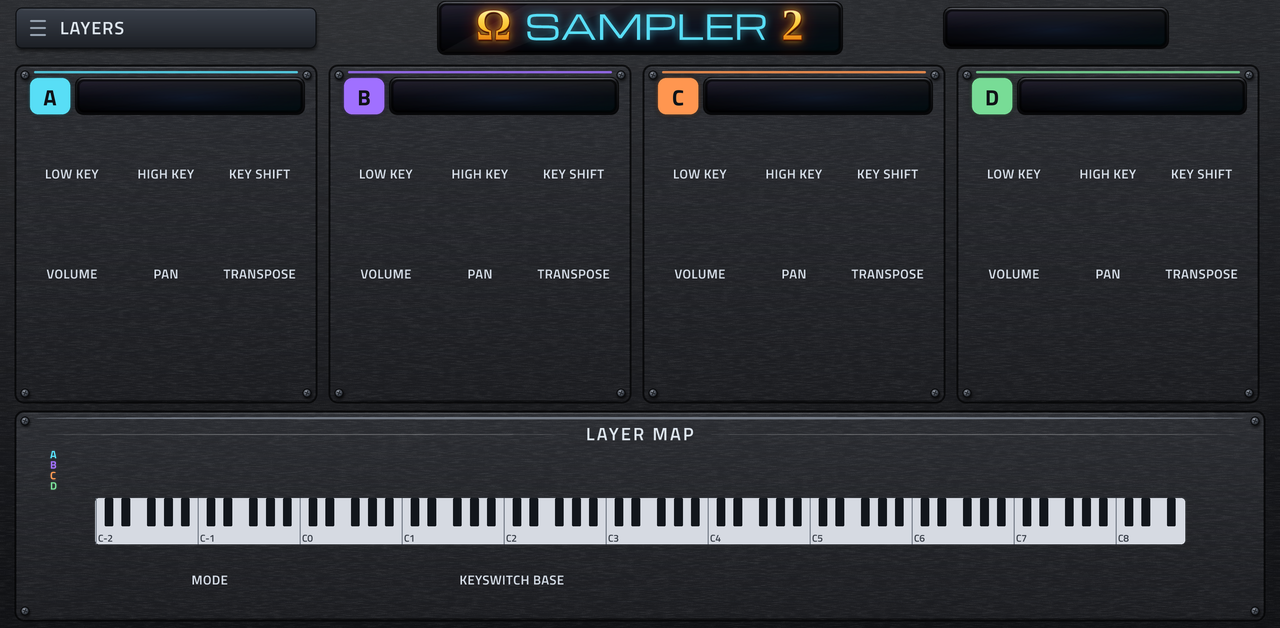 ☰ LAYERS
Ω SAMPLER 2
A
B
C
D
LOW KEY HIGH KEY KEY SHIFT
LOW KEY HIGH KEY KEY SHIFT
LOW KEY HIGH KEY KEY SHIFT
LOW KEY HIGH KEY KEY SHIFT
VOLUME PAN TRANSPOSE
VOLUME PAN TRANSPOSE
VOLUME PAN TRANSPOSE
VOLUME PAN TRANSPOSE
LAYER MAP
A
B
C
D
C-2 C-1 C0 C1 C2 C3 C4 C5 C6 C7 C8
MODE KEYSWITCH BASE